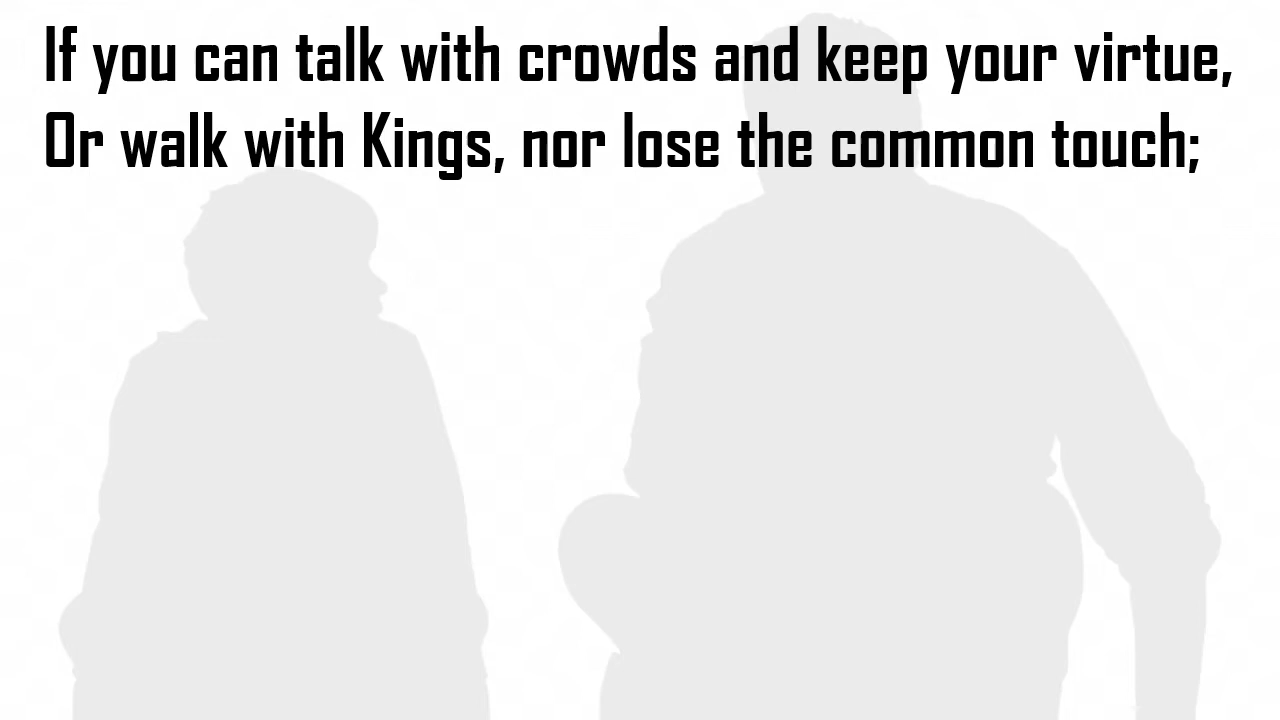 If you can talk with crowds and keep your virtue,
Or walk with Kings, nor lose the common touch;